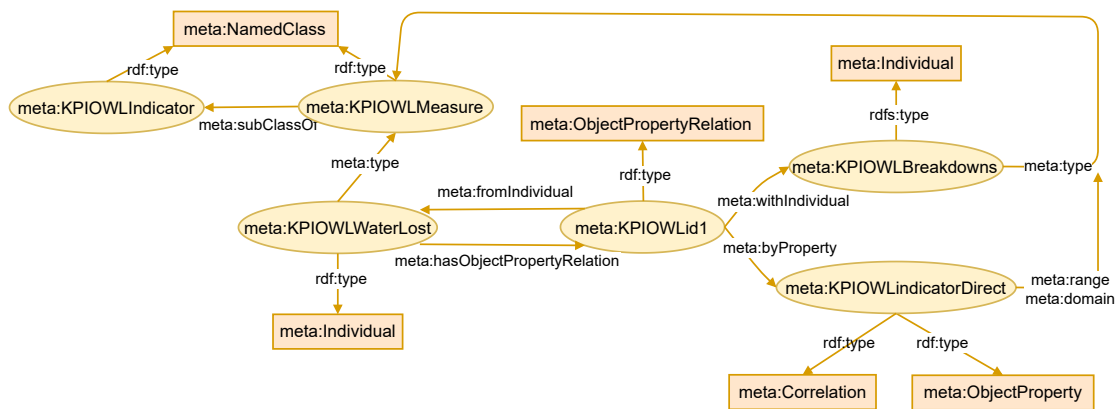 meta:NamedClass
rdf:type
rdf:type
meta:KPIOWLIndicator
meta:KPIOWLMeasure
meta:subClassOf
meta:Individual
meta:ObjectPropertyRelation
rdfs:type
meta:type
meta:KPIOWLBreakdowns
meta:type
rdf:type
meta:fromIndividual
meta:withIndividual
meta:KPIOWLWaterLost
meta:KPIOWLid1
meta:byProperty
meta:hasObjectPropertyRelation
rdf:type
meta:KPIOWLindicatorDirect
meta:range
meta:domain
meta:Individual
rdf:type
rdf:type
meta:Correlation
meta:ObjectProperty